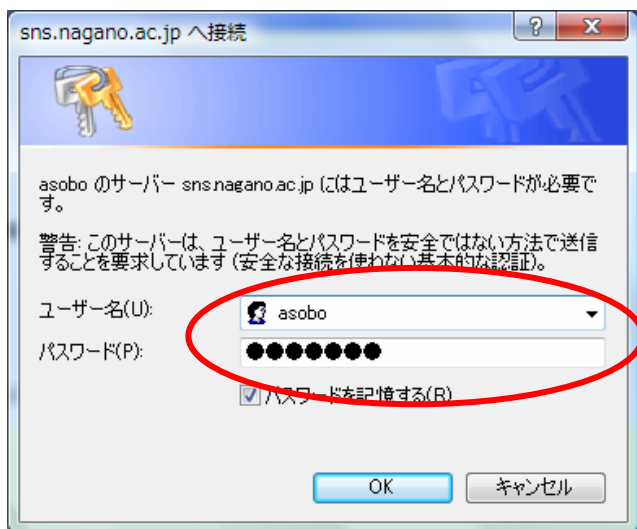 sns.nagano.ac.jp へ接続
asobo のサーバー sns.nagano.ac.jp にはユーザー名とパスワードが必要で
す。
警告: このサーバーは、ユーザー名とパスワードを安全ではない方法で送信
することを要求しています (安全な接続を使わない基本的な認証)。
ユーザー名(U):
asobo
パスワード(P):
●●●●●●●
パスワードを記憶する(R)
OK
キャンセル